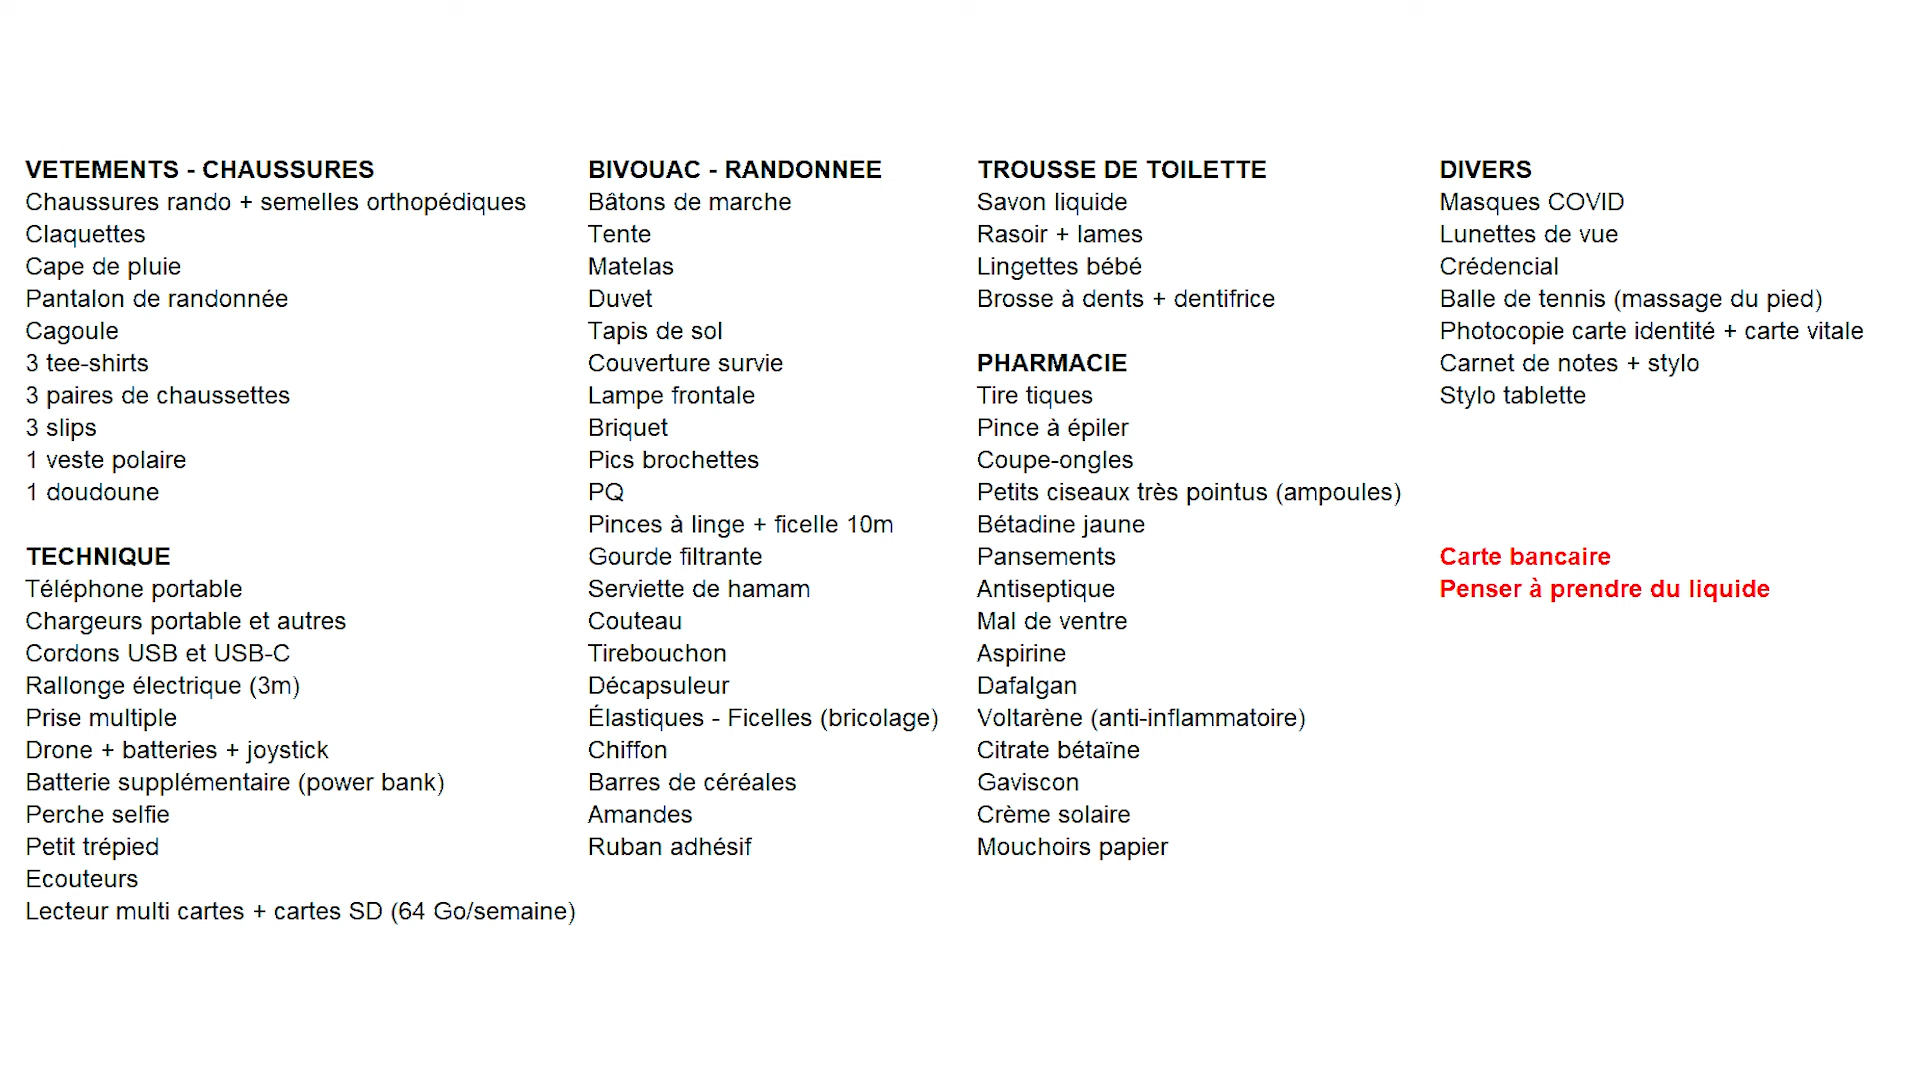 VETEMENTS - CHAUSSURES
Chaussures rando + semelles orthopédiques
Claquettes
Cape de pluie
Pantalon de randonnée
Cagoule
3 tee-shirts
3 paires de chaussettes
3 slips
1 veste polaire
1 doudoune
TECHNIQUE
Téléphone portable
Chargeurs portable et autres
Cordons USB et USB-C
Rallonge électrique (3m)
Prise multiple
Drone + batteries + joystick
Batterie supplémentaire (power bank)
Perche selfie
Petit trépied
Ecouteurs
Lecteur multi cartes + cartes SD (64 Go/semaine)
BIVOUAC - RANDONNEE
Bâtons de marche
Tente
Matelas
Duvet
Tapis de sol
Couverture survie
Lampe frontale
Briquet
Pics brochettes
PQ
Pinces à linge + ficelle 10m
Gourde filtrante
Serviette de hamam
Couteau
Tirebouchon
Décapsuleur
Élastiques - Ficelles (bricolage)
Chiffon
Barres de céréales
Amandes
Ruban adhésif
TROUSSE DE TOILETTE
Savon liquide
Rasoir + lames
Lingettes bébé
Brosse à dents + dentifrice
PHARMACIE
Tire tiques
Pince à épiler
Coupe-ongles
Petits ciseaux très pointus (ampoules)
Bétadine jaune
Pansements
Antiseptique
Mal de ventre
Aspirine
Dafalgan
Voltarène (anti-inflammatoire)
Citrate bétaïne
Gaviscon
Crème solaire
Mouchoirs papier
DIVERS
Masques COVID
Lunettes de vue
Crédencial
Balle de tennis (massage du pied)
Photocopie carte identité + carte vitale
Carnet de notes + stylo
Stylo tablette
Carte bancaire
Penser à prendre du liquide